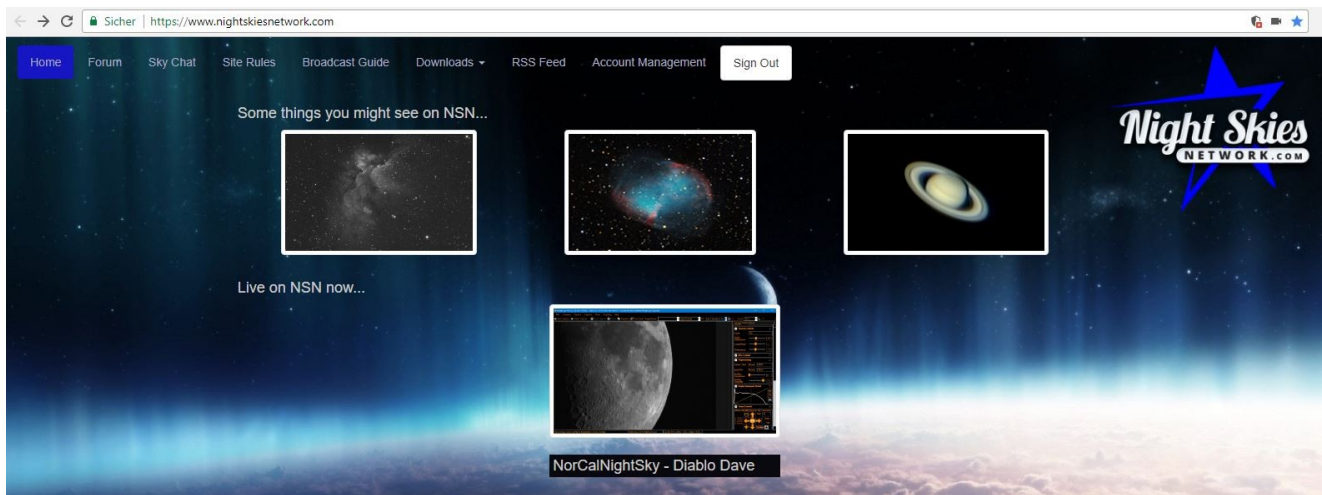 Sicher | https://www.nightskiesnetwork.com
Home Forum Sky Chat Site Rules Broadcast Guide Downloads RSS Feed Account Management Sign Out
Night Skies
NETWORK.COM
Some things you might see on NSN...
Live on NSN now...
NorCalNightSky - Diablo Dave